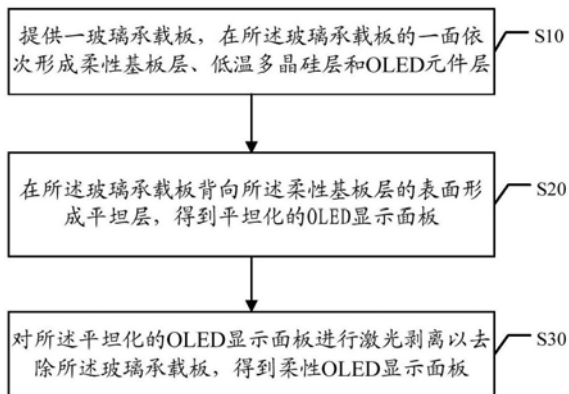 提供一玻璃承载板，在所述玻璃承载板的一面依
次形成柔性基板层、低温多晶硅层和OLED元件层
S10
在所述玻璃承载板背向所述柔性基板层的表面形
成平坦层，得到平坦化的OLED显示面板
S20
对所述平坦化的OLED显示面板进行激光剥离以去
除所述玻璃承载板，得到柔性OLED显示面板
S30